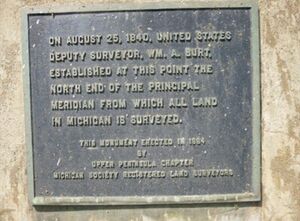 ON AUGUST 25, 1840, UNITED STATES
DEPUTY SURVEYOR, WM. A. BURT,
ESTABLISHED AT THIS POINT THE
NORTH END OF THE PRINCIPAL
MERIDIAN FROM WHICH ALL LAND
IN MICHIGAN IS SURVEYED.
THIS MONUMENT ERECTED IN 1984
BY
UPPER PENINSULA CHAPTER
MICHIGAN SOCIETY REGISTERED LAND SURVEYORS